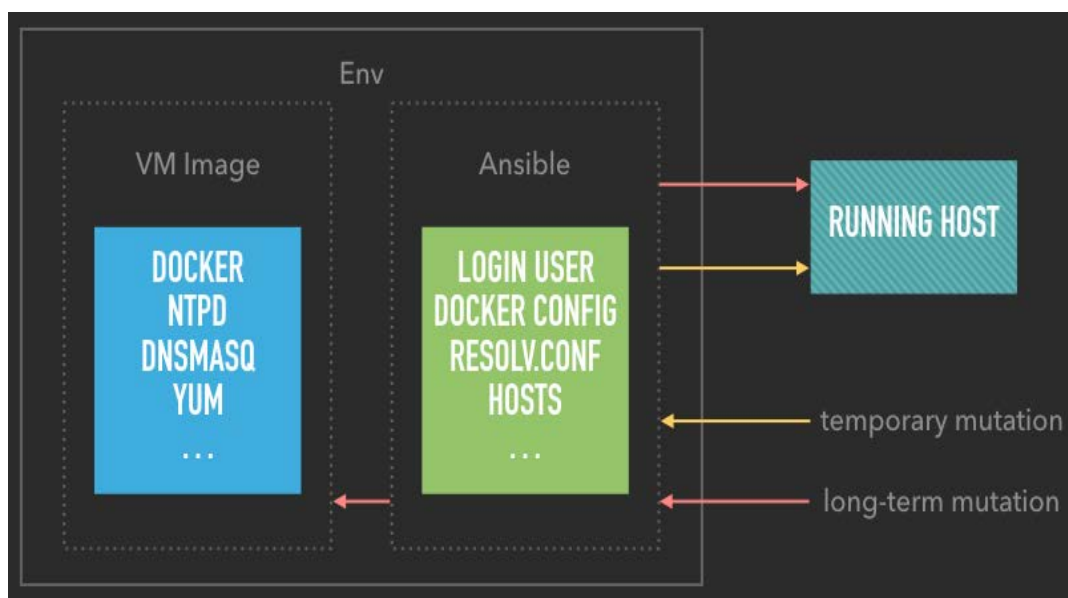 Env
VM Image
DOCKER
NTPD
DNSMASQ
YUM
...
Ansible
LOGIN USER
DOCKER CONFIG
RESOLV.CONF
HOSTS
...
RUNNING HOST
temporary mutation
long-term mutation